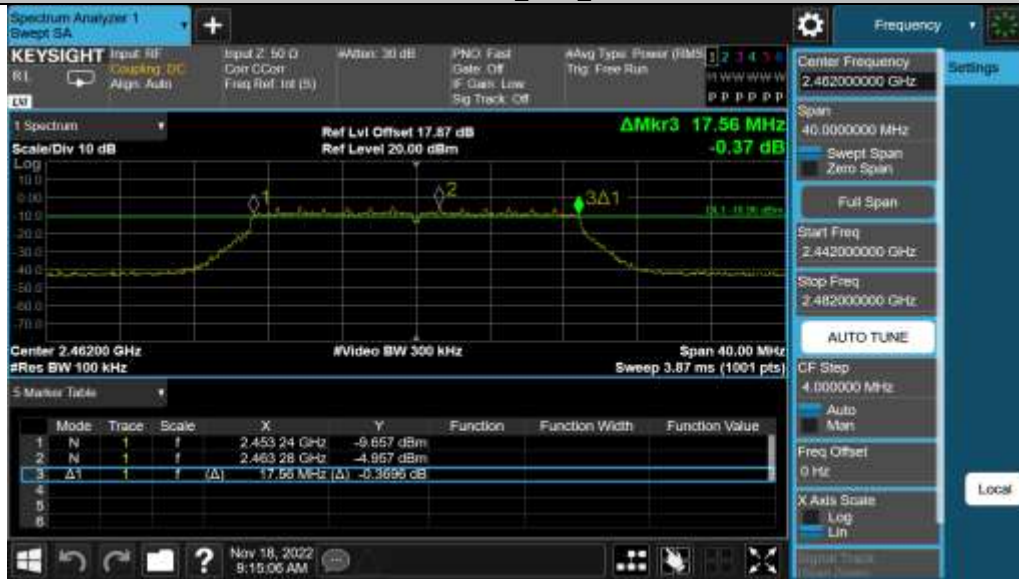 Spectrum Analyzer 1
Swept SA
+
Frequency
KEYSIGHT
Input: RF
Coupling: DC
Align: Auto
Input Z: 50 Ω
Corr CCorr
Freq Ref: Int (S)
#Atten: 30 dB
PNO: Fast
Gate: Off
IF Gain: Low
Sig Track: Off
#Avg Type: Power (RMS)
Trig: Free Run
1 2 3 4 5 6
M W W W W W
P P P P P P
R L
LXI
1 Spectrum
Scale/Div 10 dB
Ref Lvl Offset 17.87 dB
Ref Level 20.00 dBm
ΔMkr3 17.56 MHz
-0.37 dB
Log
10.0
0.00
-10.0
-20.0
-30.0
-40.0
-50.0
-60.0
-70.0
1
2
3Δ1
Center 2.46200 GHz
#Res BW 100 kHz
#Video BW 300 kHz
Span 40.00 MHz
Sweep 3.87 ms (1001 pts)
5 Marker Table
Mode Trace Scale X Y Function Function Width Function Value
1 N 1 f 2.453 24 GHz -9.657 dBm
2 N 1 f 2.463 28 GHz -4.957 dBm
3 Δ1 1 f (Δ) 17.56 MHz (Δ) -0.3696 dB
4
5
6
Nov 18, 2022
9:15:06 AM
Center Frequency
2.462000000 GHz
Span
40.0000000 MHz
Swept Span
Zero Span
Full Span
Start Freq
2.442000000 GHz
Stop Freq
2.482000000 GHz
AUTO TUNE
CF Step
4.000000 MHz
Auto
Man
Freq Offset
0 Hz
X Axis Scale
Log
Lin
Signal Track
Settings
Local